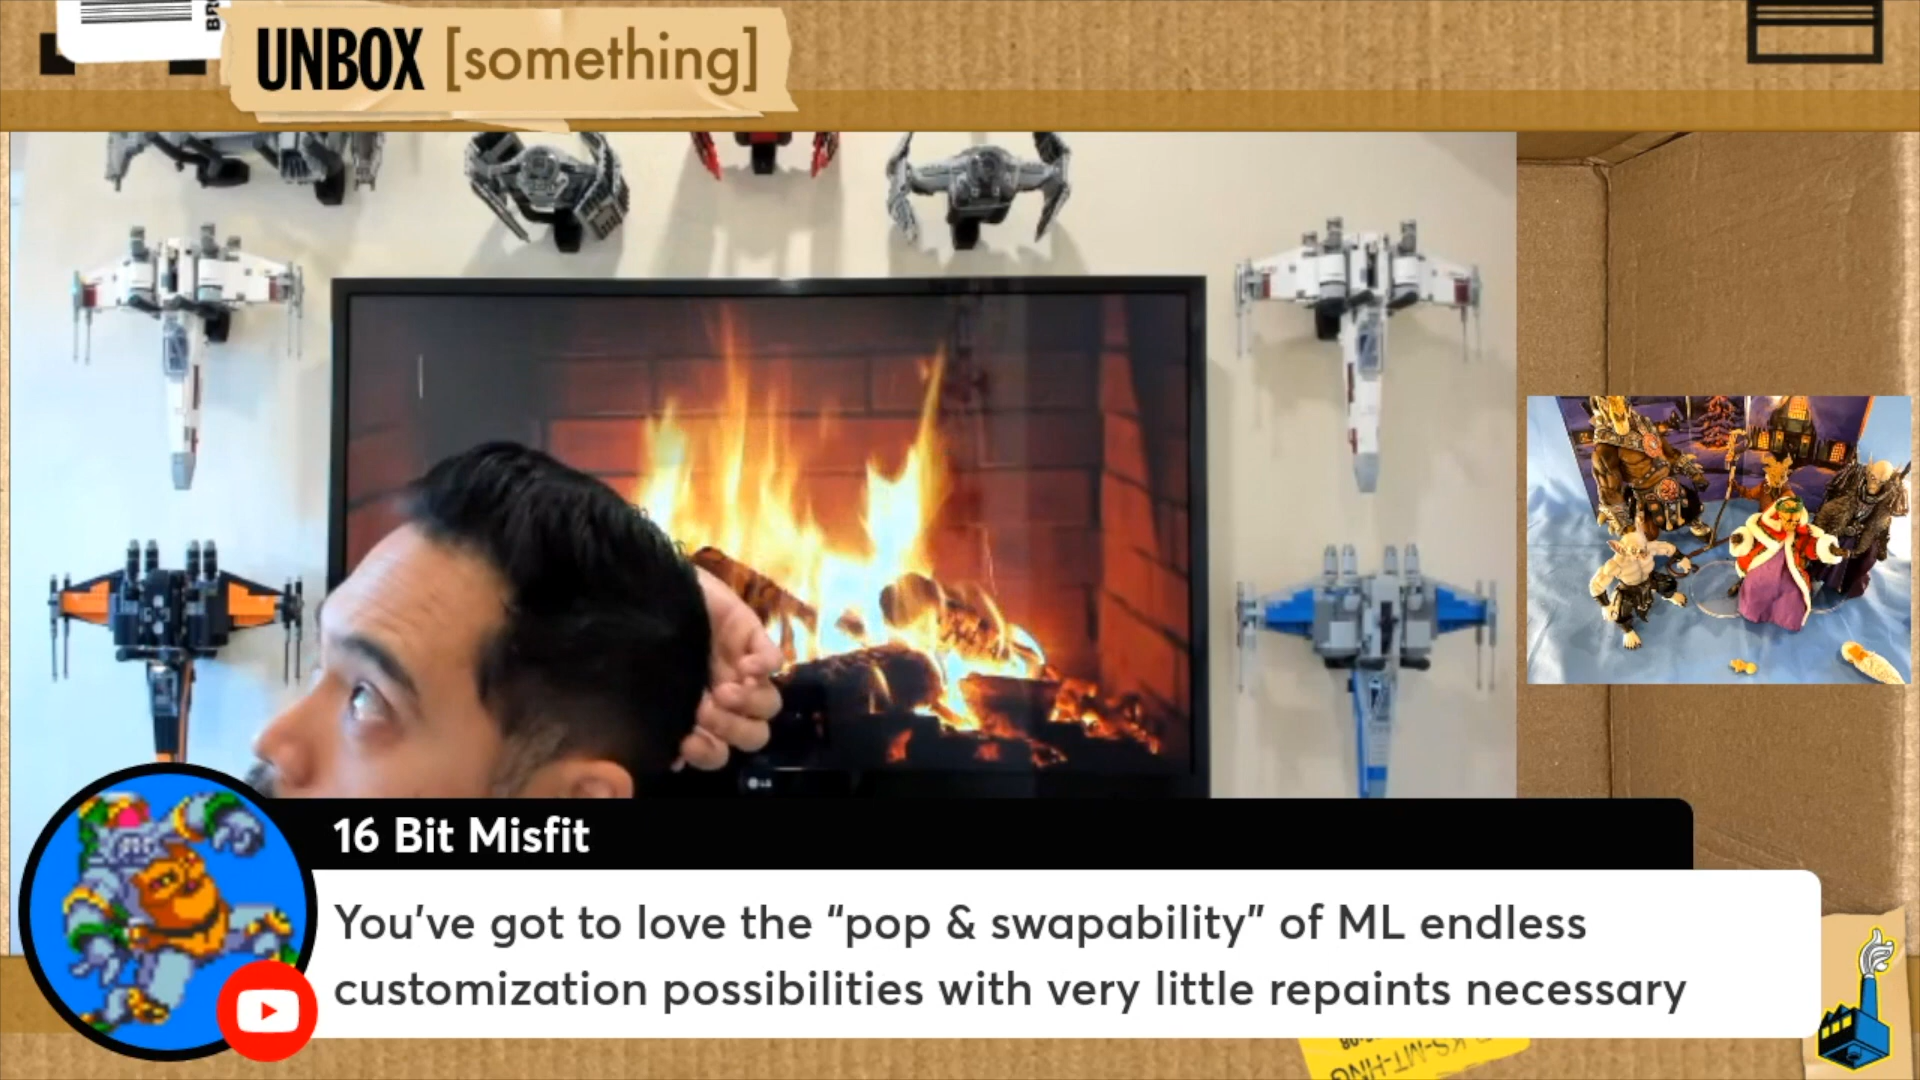 UNBOX [something]
16 Bit Misfit
You've got to love the “pop & swapability” of ML endless
customization possibilities with very little repaints necessary
LG